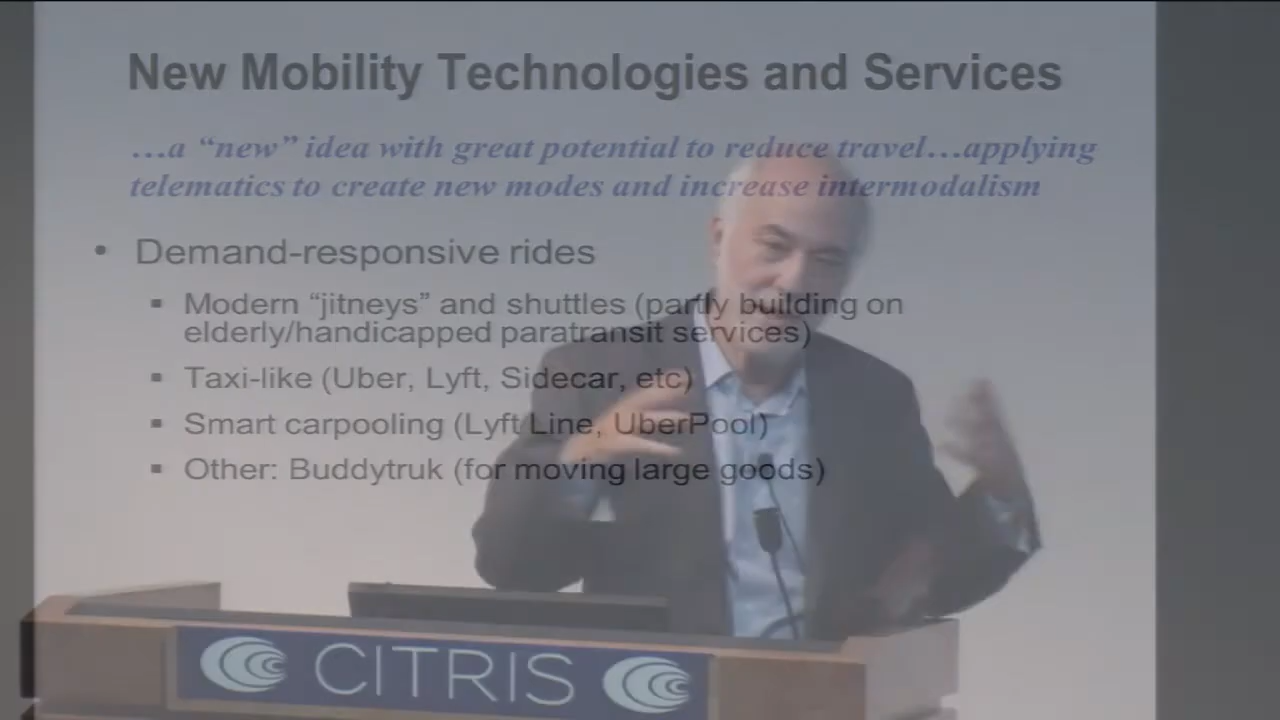 New Mobility Technologies and Services
…a “new” idea with great potential to reduce travel…applying
telematics to create new modes and increase intermodalism
• Demand-responsive rides
▪ Modern “jitneys” and shuttles (partly building on
elderly/handicapped paratransit services)
▪ Taxi-like (Uber, Lyft, Sidecar, etc)
▪ Smart carpooling (Lyft Line, UberPool)
▪ Other: Buddytruk (for moving large goods)
CITRIS